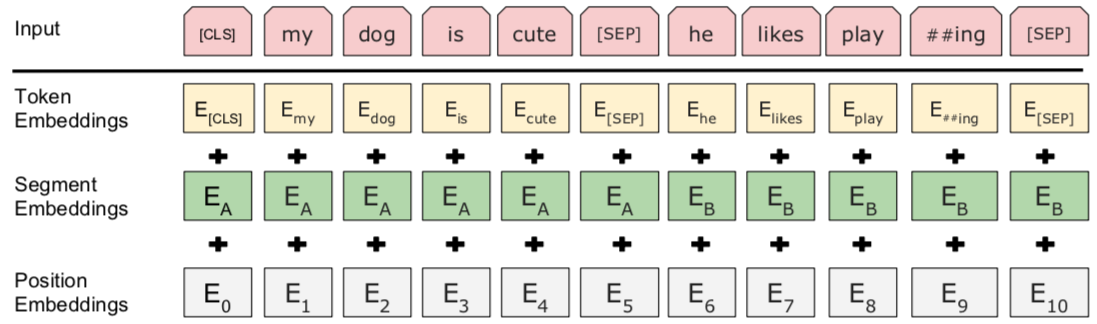 Input [CLS] my dog is cute [SEP] he likes play ##ing [SEP]
Token Embeddings E[CLS] Emy Edog Eis Ecute E[SEP] Ehe Elikes Eplay E##ing E[SEP]
+ + + + + + + + + + +
Segment Embeddings EA EA EA EA EA EA EB EB EB EB EB
+ + + + + + + + + + +
Position Embeddings E0 E1 E2 E3 E4 E5 E6 E7 E8 E9 E10